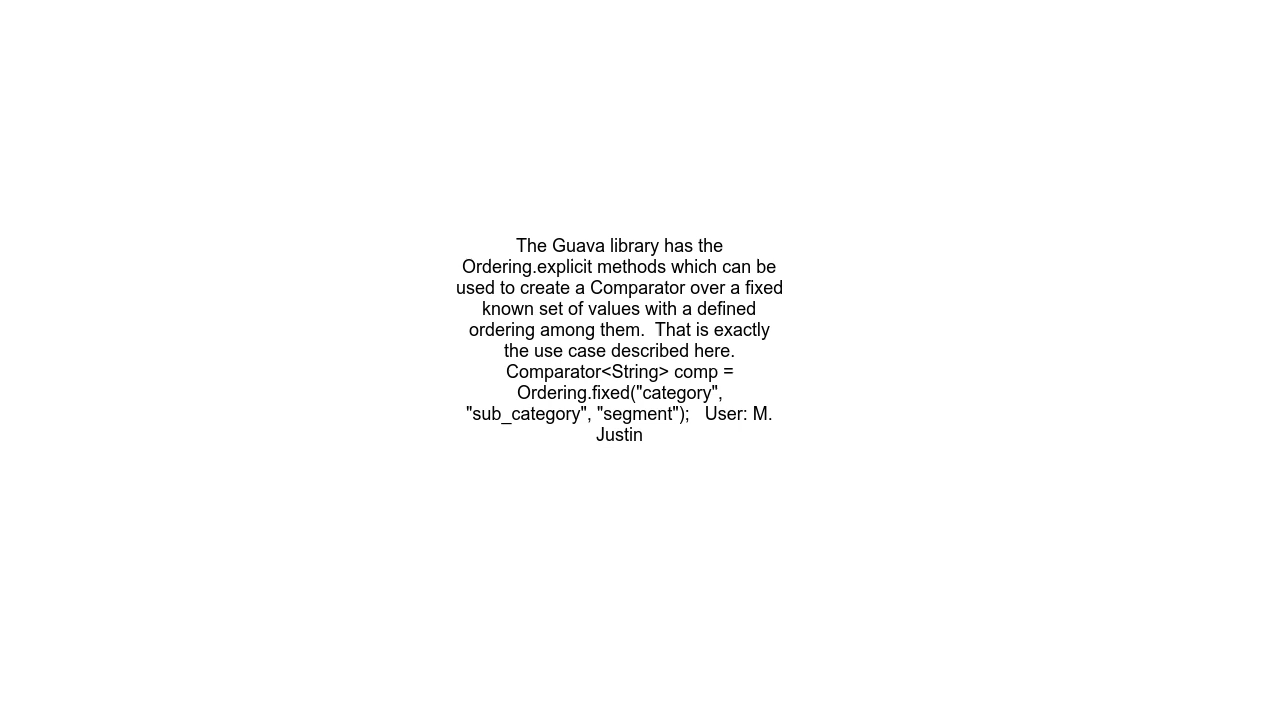 The Guava library has the
Ordering.explicit methods which can be
used to create a Comparator over a fixed
known set of values with a defined
ordering among them.  That is exactly
the use case described here.
Comparator<String> comp =
Ordering.fixed("category",
"sub_category", "segment");   User: M.
Justin